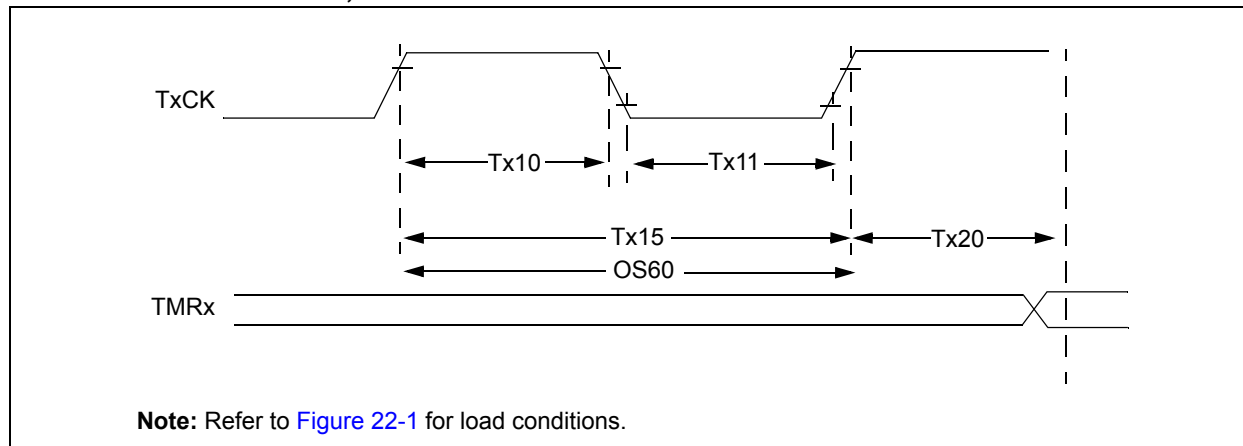 TxCK
Tx10
Tx11
Tx15
Tx20
OS60
TMRx
Note: Refer to Figure 22-1 for load conditions.